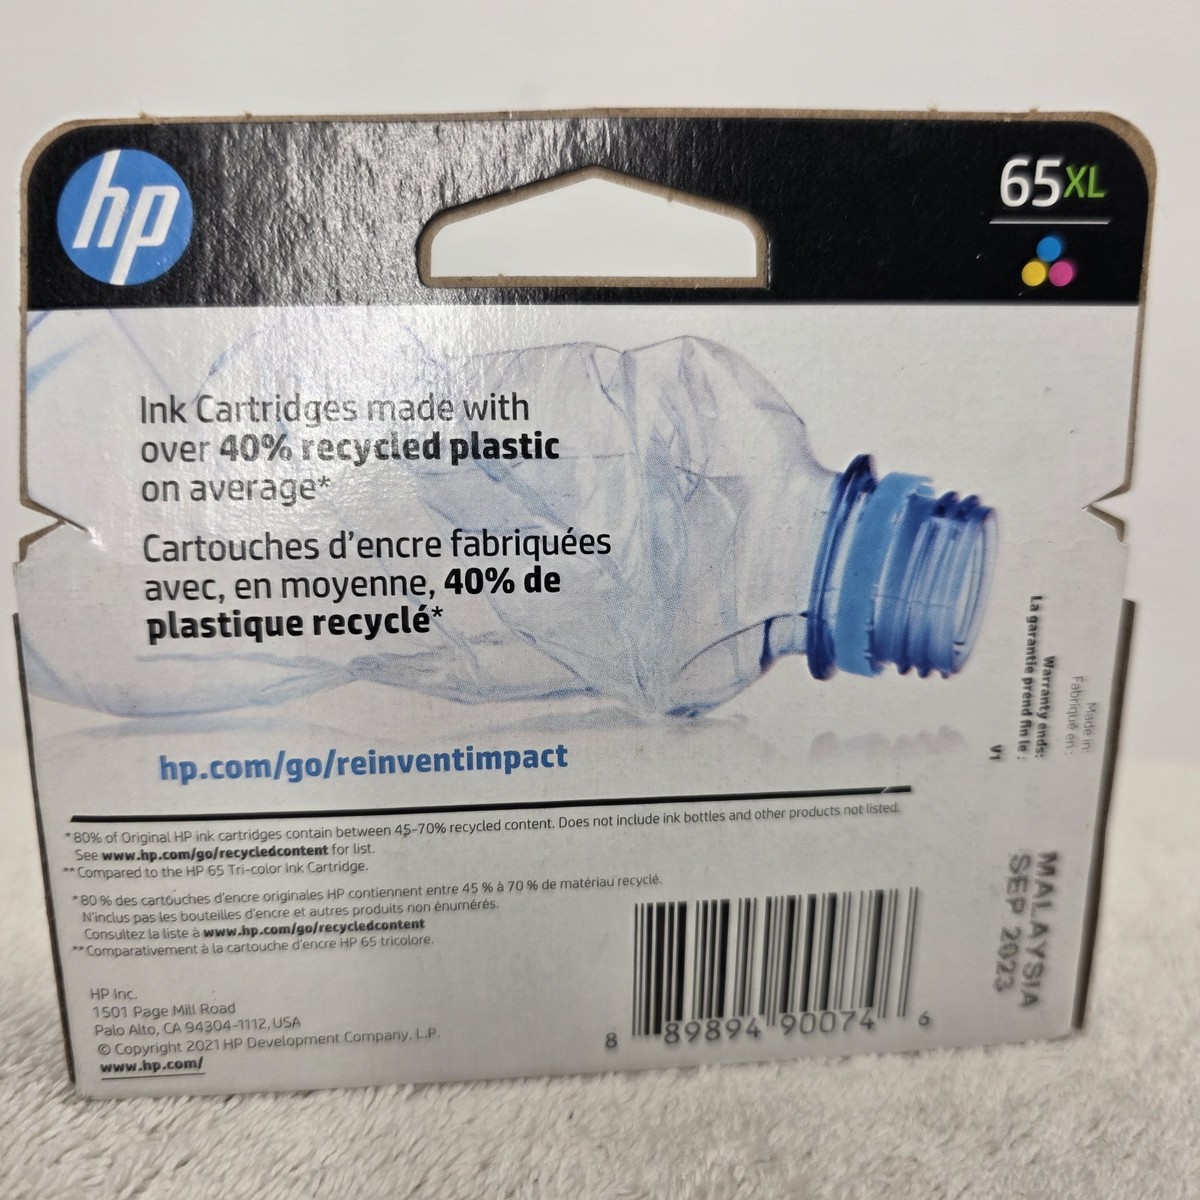 hp
65XL
Ink Cartridges made with
over 40% recycled plastic
on average*
Cartouches d'encre fabriquées
avec, en moyenne, 40% de
plastique recyclé*
hp.com/go/reinventimpact
*80% of Original HP ink cartridges contain between 45-70% recycled content. Does not include ink bottles and other products not listed.
See www.hp.com/go/recycledcontent for list.
**Compared to the HP 65 Tri-color Ink Cartridge.
*80 % des cartouches d'encre originales HP contiennent entre 45 % à 70 % de matériau recyclé.
N'inclus pas les bouteilles d'encre et autres produits non énumérés.
Consultez la liste à www.hp.com/go/recycledcontent
**Comparativement à la cartouche d'encre HP 65 tricolore.
HP Inc.
1501 Page Mill Road
Palo Alto, CA 94304-1112, USA
© Copyright 2021 HP Development Company, L.P.
www.hp.com/
8 89894 90074 6
Made in:
Fabriqué en :
Warranty ends:
La garantie prend fin le :
V1
MALAYSIA
SEP 2023